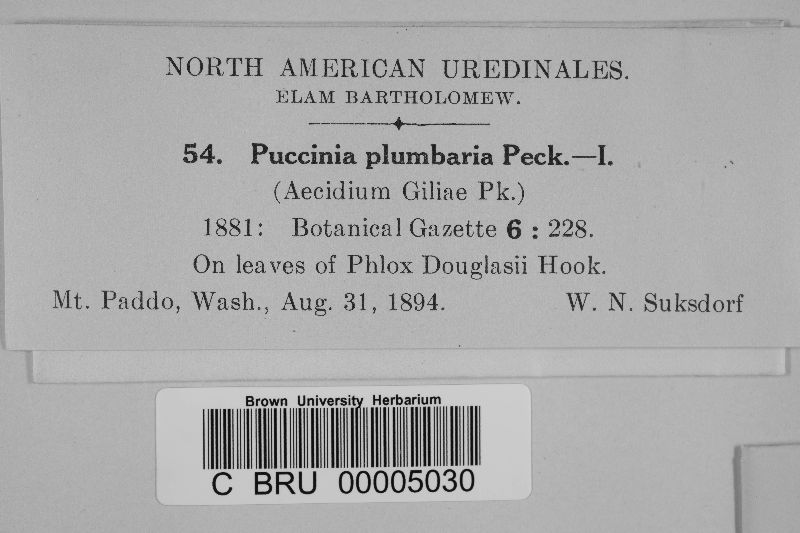 NORTH AMERICAN UREDINALES.
ELAM BARTHOLOMEW.
54. Puccinia plumbaria Peck.—I.
(Aecidium Giliae Pk.)
1881: Botanical Gazette 6 : 228.
On leaves of Phlox Douglasii Hook.
Mt. Paddo, Wash., Aug. 31, 1894. W. N. Suksdorf
Brown University Herbarium
C BRU 00005030